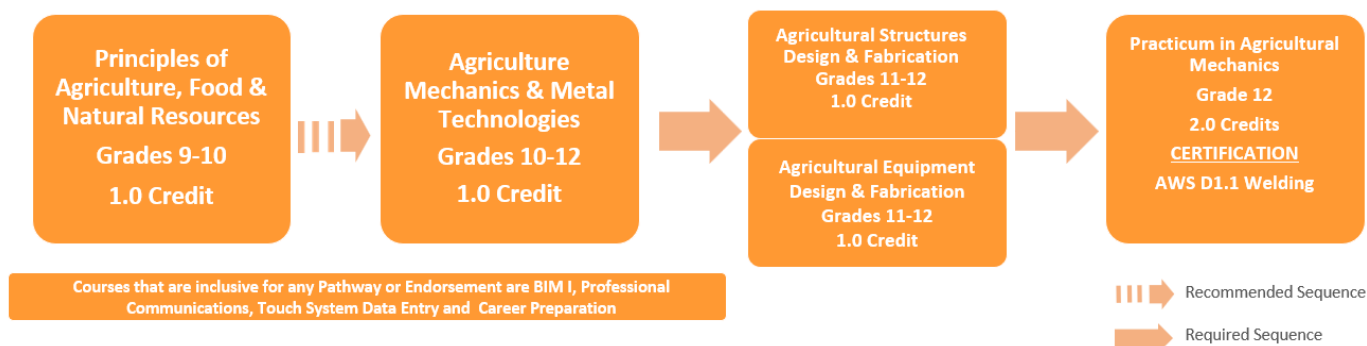 Principles of
Agriculture, Food &
Natural Resources
Grades 9-10
1.0 Credit
Agriculture
Mechanics & Metal
Technologies
Grades 10-12
1.0 Credit
Agricultural Structures
Design & Fabrication
Grades 11-12
1.0 Credit
Agricultural Equipment
Design & Fabrication
Grades 11-12
1.0 Credit
Practicum in Agricultural
Mechanics
Grade 12
2.0 Credits
CERTIFICATION
AWS D1.1 Welding
Courses that are inclusive for any Pathway or Endorsement are BIM I, Professional
Communications, Touch System Data Entry and Career Preparation
Recommended Sequence
Required Sequence